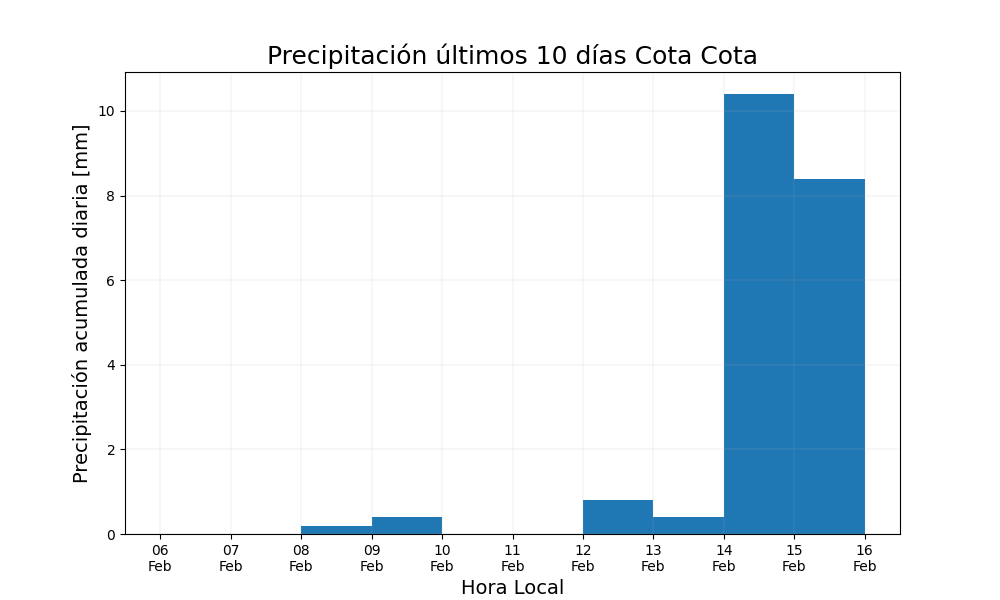 Precipitación últimos 10 días Cota Cota
Precipitación acumulada diaria [mm]
10
8
6
4
2
0
06 07 08 09 10 11 12 13 14 15 16
Feb Feb Feb Feb Feb Feb Feb Feb Feb Feb Feb
Hora Local